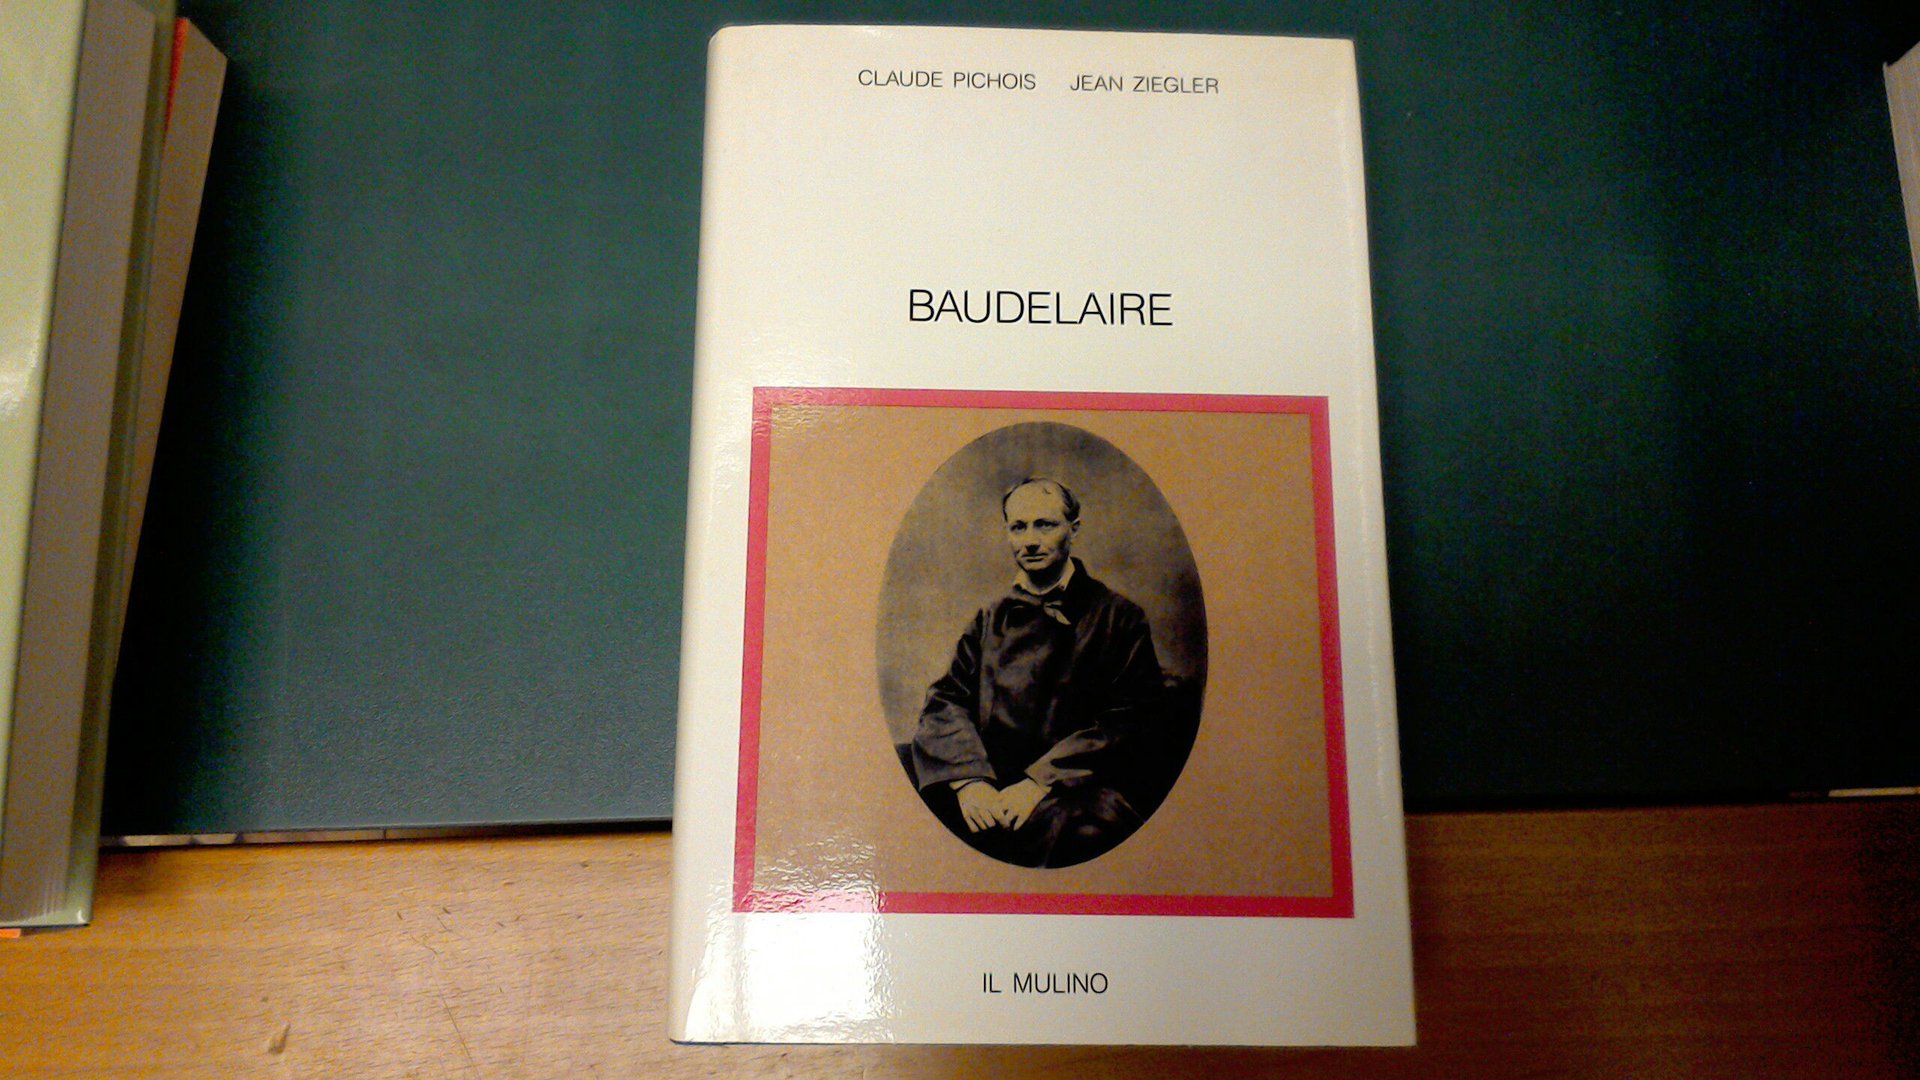 CLAUDE PICHOIS JEAN ZIEGLER
BAUDELAIRE
IL MULINO